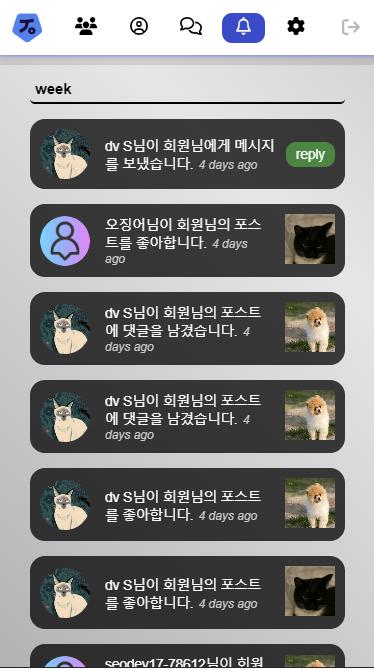 week
dv S님이 회원님에게 메시지
를 보냈습니다. 4 days ago
reply
오징어님이 회원님의 포스
트를 좋아합니다. 4 days
ago
dv S님이 회원님의 포스트
에 댓글을 남겼습니다. 4
days ago
dv S님이 회원님의 포스트
에 댓글을 남겼습니다. 4
days ago
dv S님이 회원님의 포스트
를 좋아합니다. 4 days ago
dv S님이 회원님의 포스트
를 좋아합니다. 4 days ago
seodev17-78612님이 회원